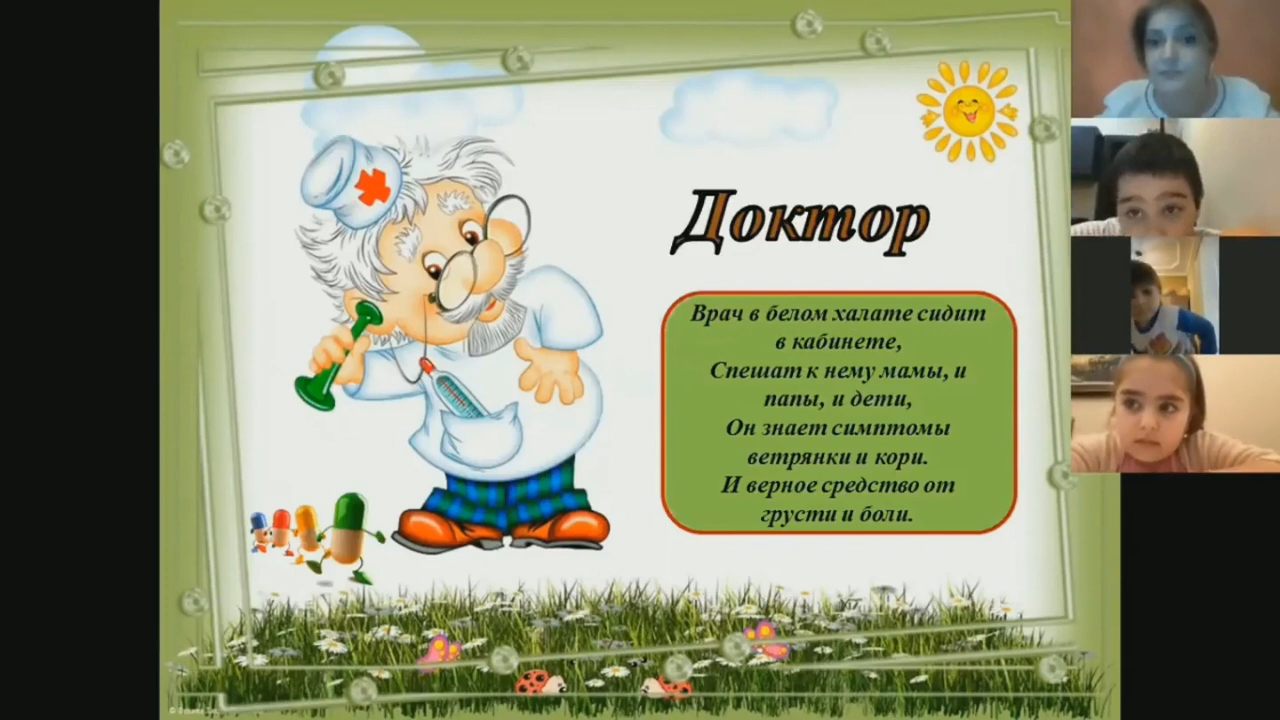 Доктор
Врач в белом халате сидит
в кабинете,
Спешат к нему мамы, и
папы, и дети,
Он знает симптомы
ветрянки и кори.
И верное средство от
грусти и боли.